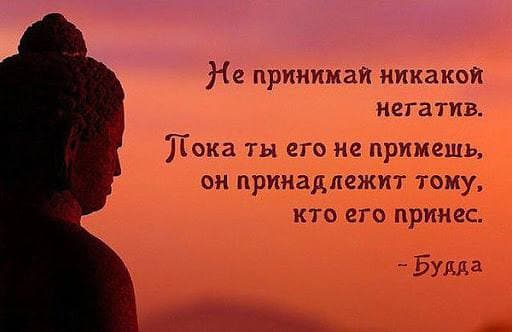 Не принимай никакой
негатив.
Пока ты его не примешь,
он принадлежит тому,
кто его принес.
- Будда